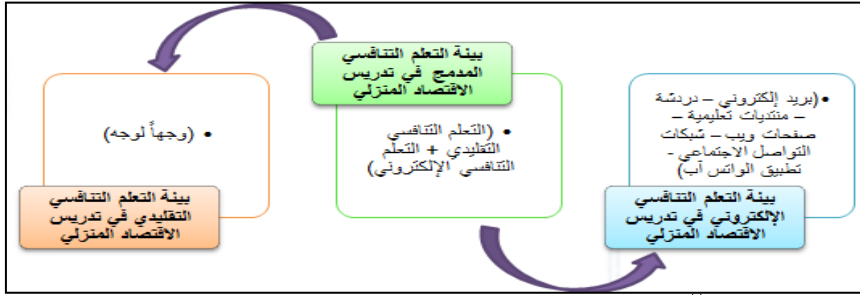 •(بريد إلكتروني – دردشة
– منتديات تعليمية –
صفحات ويب – شبكات
التواصل الاجتماعي -
تطبيق الواتس آب)
بيئة التعلم التنافسي
الإلكتروني في تدريس
الاقتصاد المنزلي
بيئة التعلم التنافسي
المدمج في تدريس
الاقتصاد المنزلي
• (التعلم التنافسي
التقليدي + التعلم
التنافسي الإلكتروني)
• (وجهاً لوجه)
بيئة التعلم التنافسي
التقليدي في تدريس
الاقتصاد المنزلي